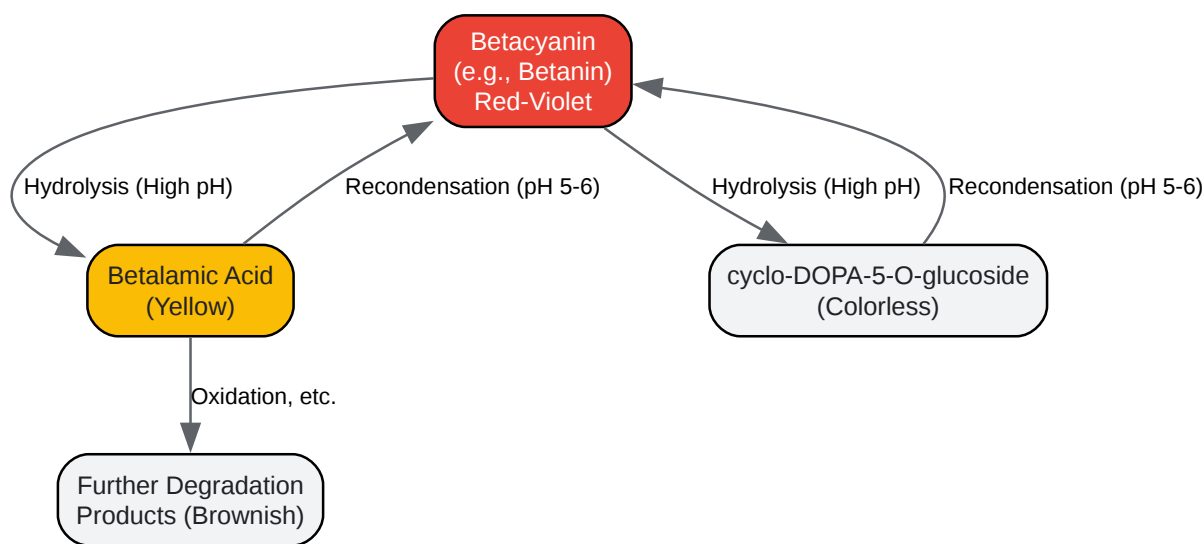 Betacyanin
(e.g., Betanin)
Red-Violet
Hydrolysis (High pH)
Recondensation (pH 5-6)
Hydrolysis (High pH)
Recondensation (pH 5-6)
Betalamic Acid
(Yellow)
cyclo-DOPA-5-O-glucoside
(Colorless)
Oxidation, etc.
Further Degradation
Products (Brownish)